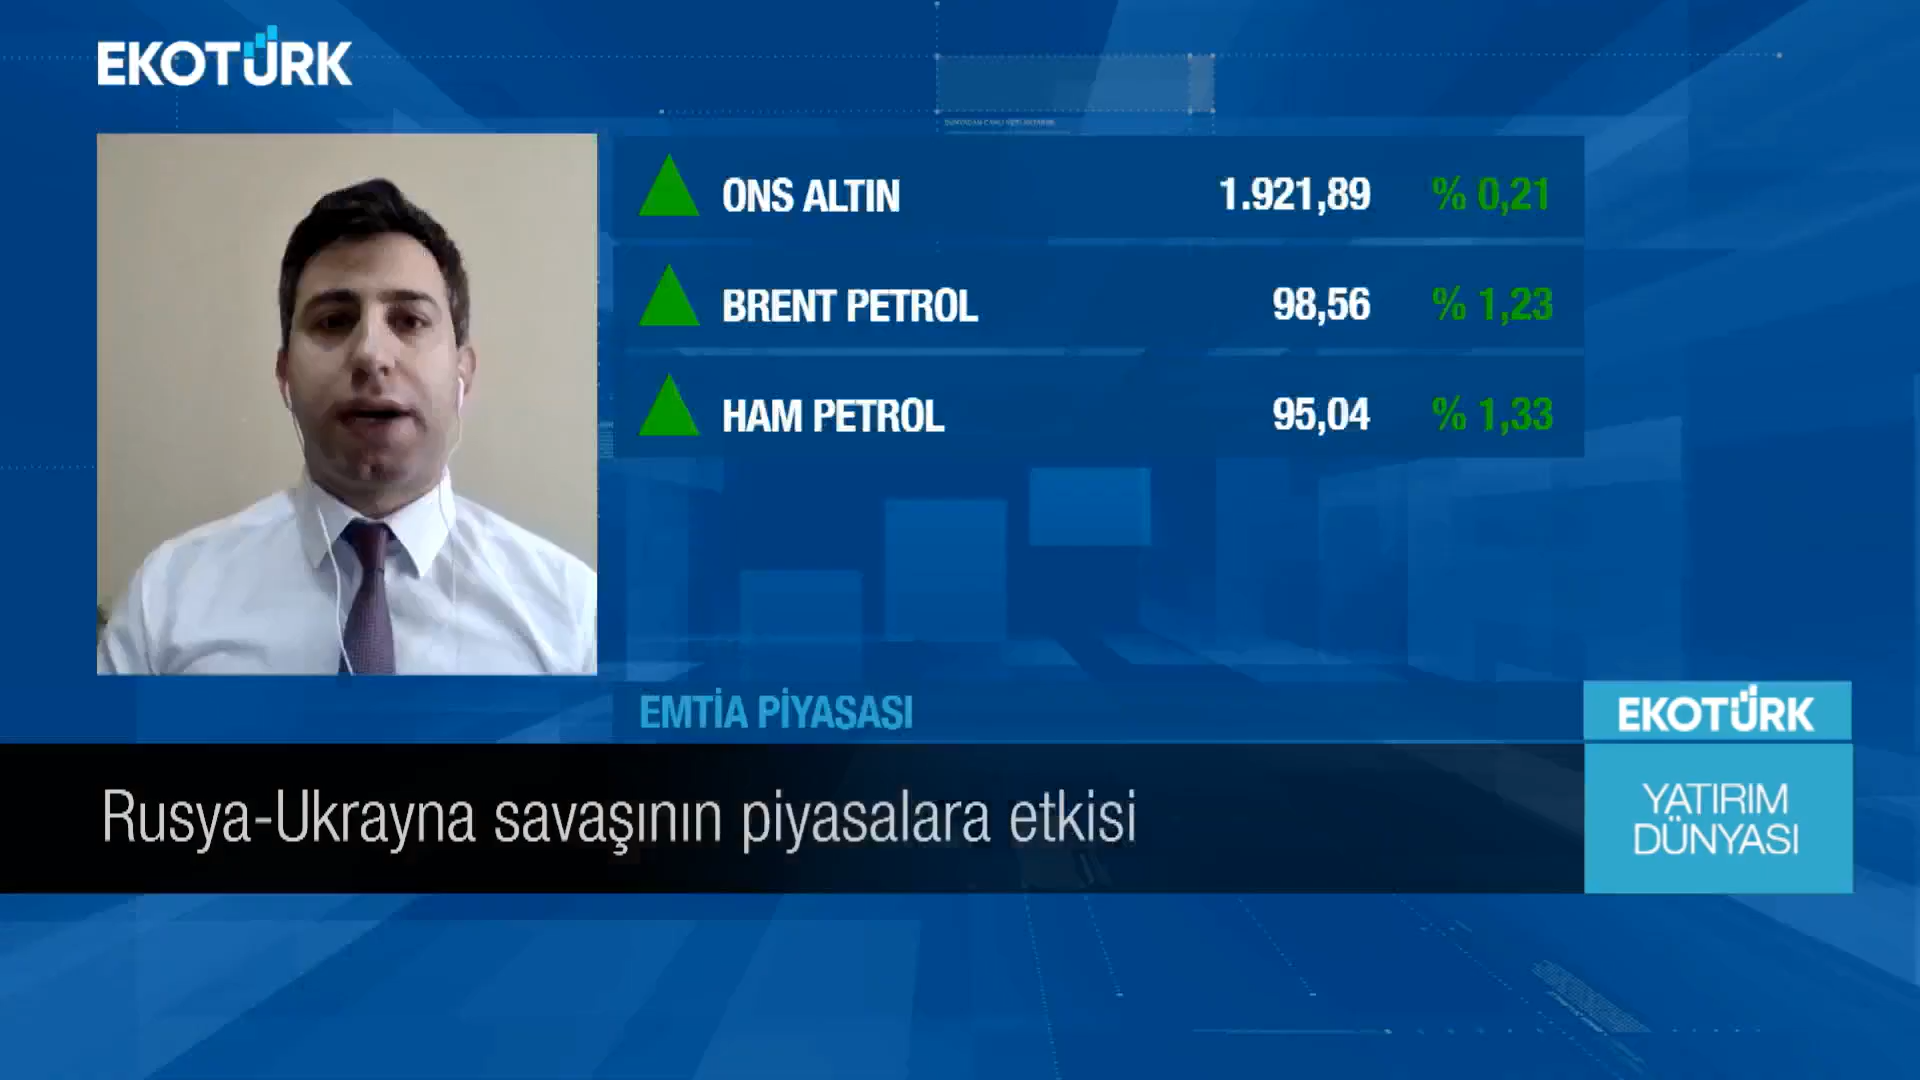 EKOTÜRK
ONS ALTIN 1.921,89 % 0,21
BRENT PETROL 98,56 % 1,23
HAM PETROL 95,04 % 1,33
EMTİA PİYASASI
EKOTÜRK
Rusya-Ukrayna savaşının piyasalara etkisi
YATIRIM
DÜNYASI